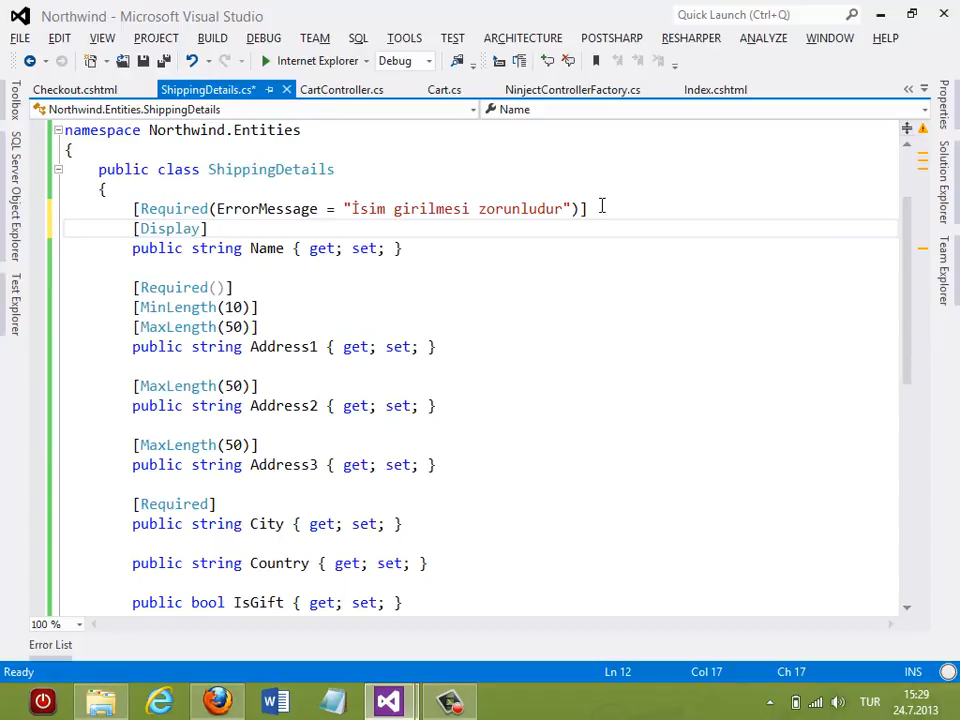 Northwind - Microsoft Visual Studio
Quick Launch (Ctrl+Q)
FILE EDIT VIEW PROJECT BUILD DEBUG TEAM SQL TOOLS TEST ARCHITECTURE POSTSHARP RESHARPER ANALYZE WINDOW HELP
Internet Explorer Debug
Checkout.cshtml ShippingDetails.cs* CartController.cs Cart.cs NinjectControllerFactory.cs Index.cshtml
Northwind.Entities.ShippingDetails Name
Toolbox
SQL Server Object Explorer
Test Explorer
namespace Northwind.Entities
{
public class ShippingDetails
{
[Required(ErrorMessage = "İsim girilmesi zorunludur")]
[Display]
public string Name { get; set; }
[Required()]
[MinLength(10)]
[MaxLength(50)]
public string Address1 { get; set; }
[MaxLength(50)]
public string Address2 { get; set; }
[MaxLength(50)]
public string Address3 { get; set; }
[Required]
public string City { get; set; }
public string Country { get; set; }
public bool IsGift { get; set; }
Properties
Solution Explorer
Team Explorer
100 %
Error List
Ready Ln 12 Col 17 Ch 17 INS
TUR 15:29
24.7.2013